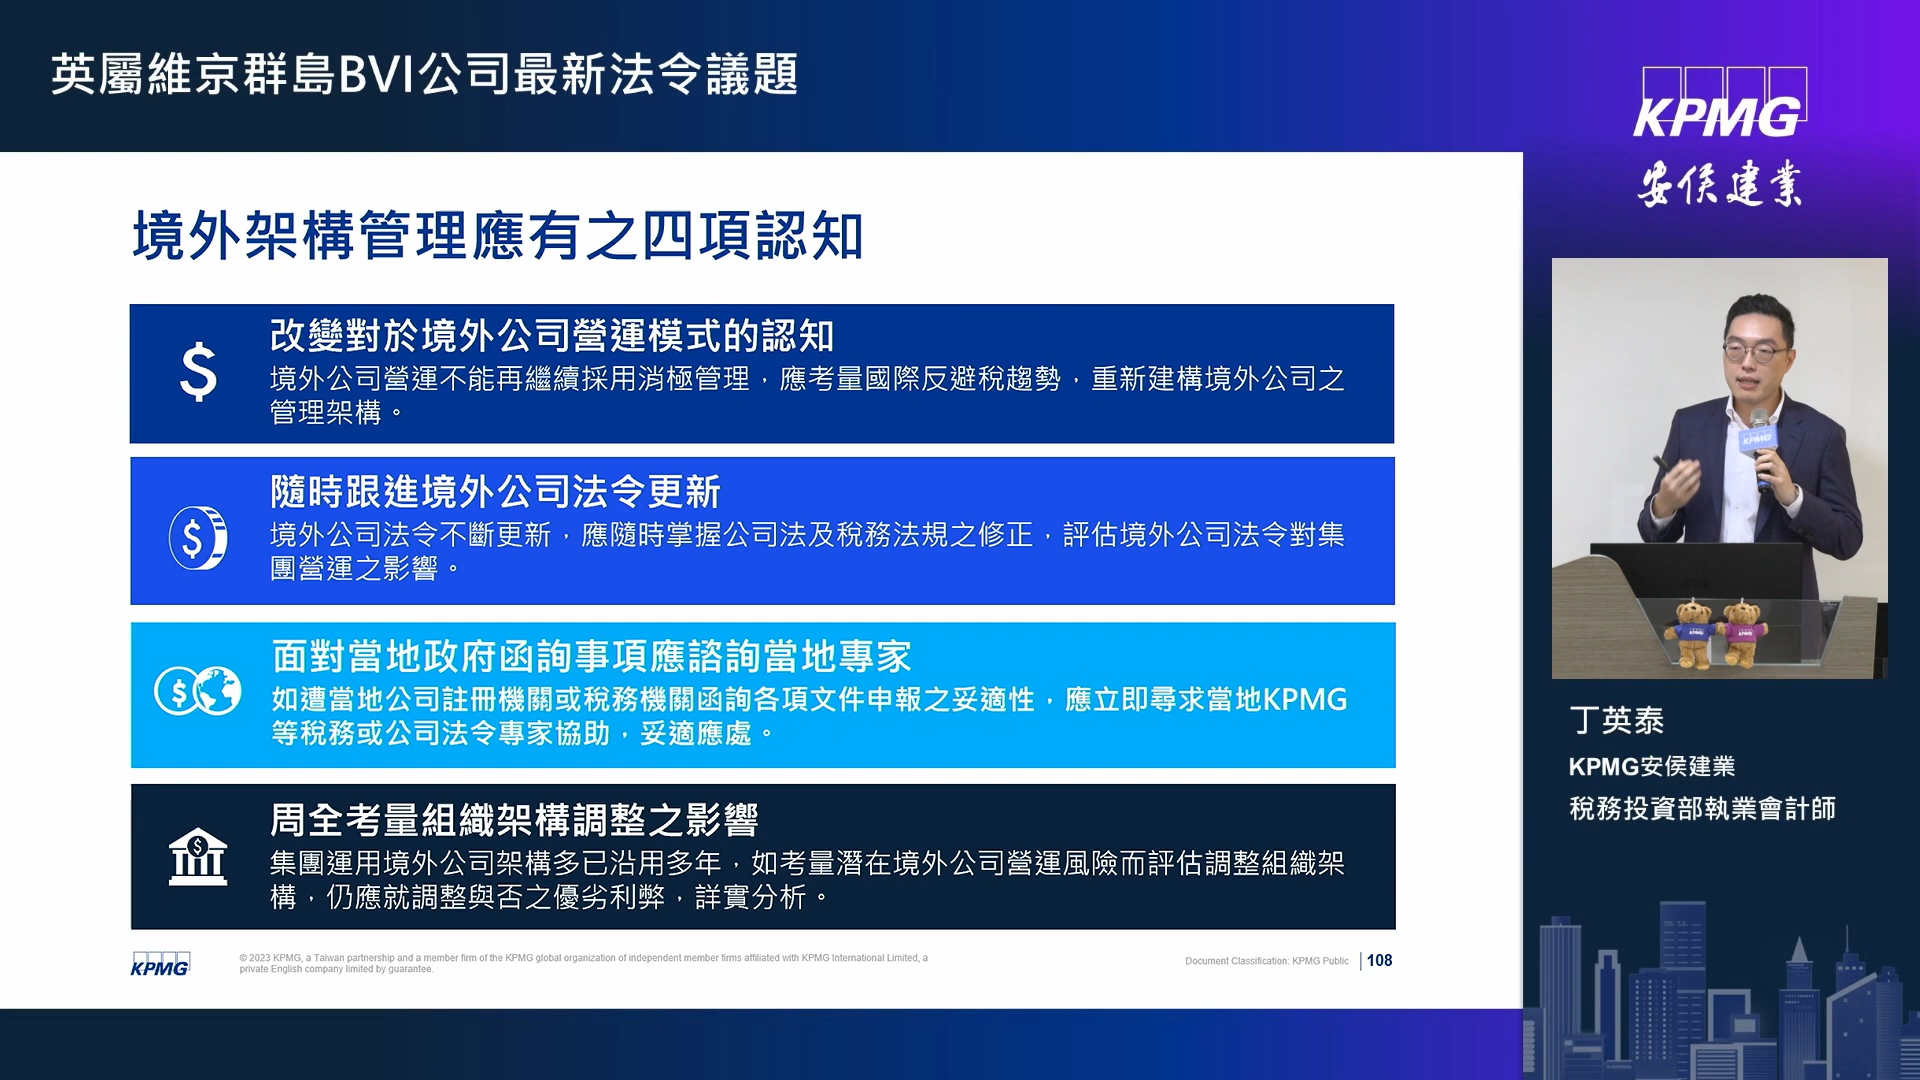 英屬維京群島BVI公司最新法令議題
KPMG
安侯建業
境外架構管理應有之四項認知
改變對於境外公司營運模式的認知
境外公司營運不能再繼續採用消極管理，應考量國際反避稅趨勢，重新建構境外公司之
管理架構。
隨時跟進境外公司法令更新
境外公司法令不斷更新，應隨時掌握公司法及稅務法規之修正，評估境外公司法令對集
團營運之影響。
面對當地政府函詢事項應諮詢當地專家
如遭當地公司註冊機關或稅務機關函詢各項文件申報之妥適性，應立即尋求當地KPMG
等稅務或公司法令專家協助，妥適應處。
周全考量組織架構調整之影響
集團運用境外公司架構多已沿用多年，如考量潛在境外公司營運風險而評估調整組織架
構，仍應就調整與否之優劣利弊，詳實分析。
KPMG
© 2023 KPMG, a Taiwan partnership and a member firm of the KPMG global organization of independent member firms affiliated with KPMG International Limited, a
private English company limited by guarantee.
Document Classification: KPMG Public
108
KPMG
KPMG
KPMG
丁英泰
KPMG安侯建業
稅務投資部執業會計師